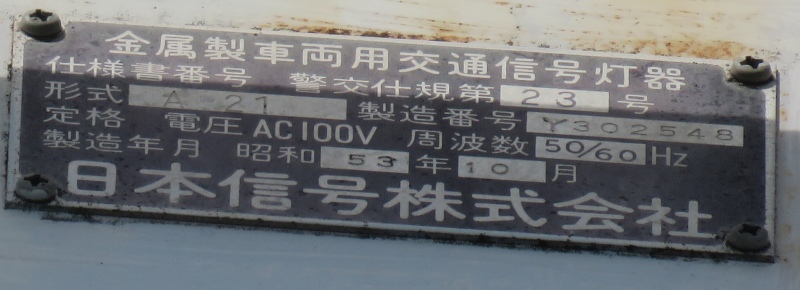 金属製車両用交通信号灯器
仕様書番号 警交仕規第 23 号
形式 A 21 製造番号 Y302548
定格 電圧 AC100V 周波数 50/60 Hz
製造年月 昭和 53 年 10 月
日本信号株式会社